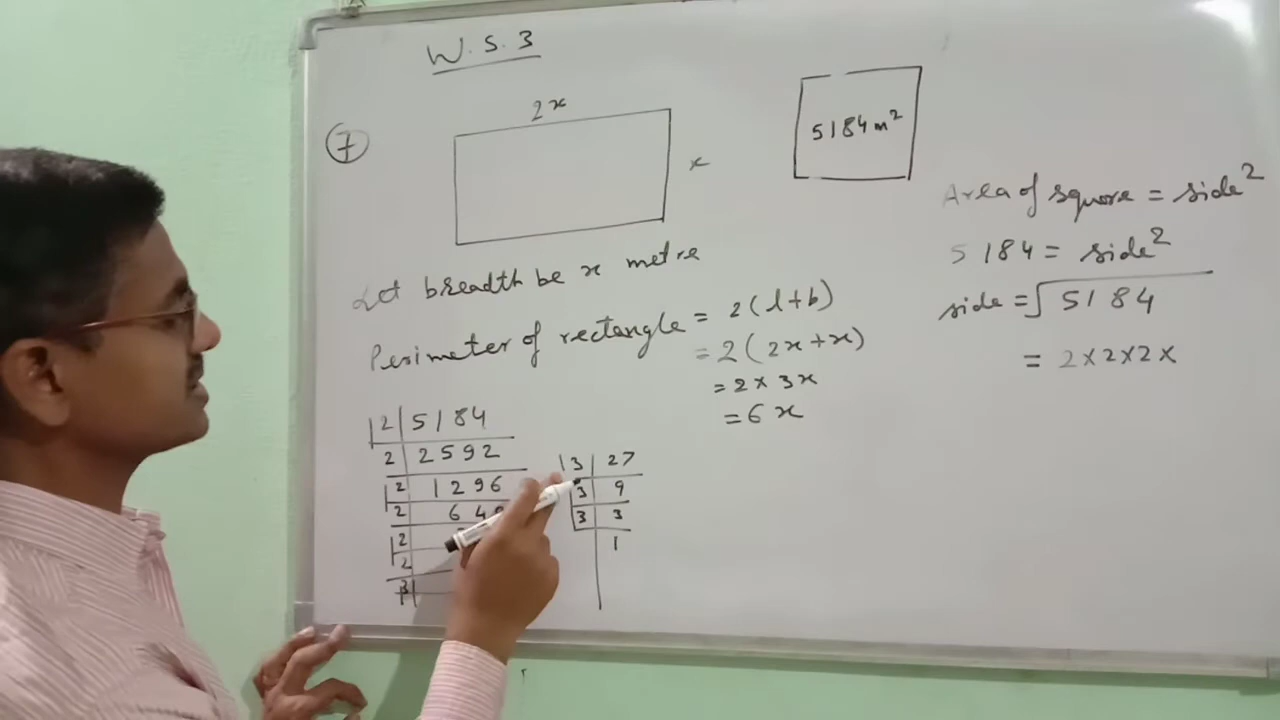 W.S.3
7
2x
x
5184 m²
Let breadth be x metre
Perimeter of rectangle = 2(l+b)
= 2(2x+x)
= 2 × 3x
= 6x
Area of square = side²
5184 = side²
side = √5184
= 2×2×2×
2 | 5184
2 | 2592
2 | 1296
2 | 64
2
2
3
3 | 27
3 | 9
3 | 3
1